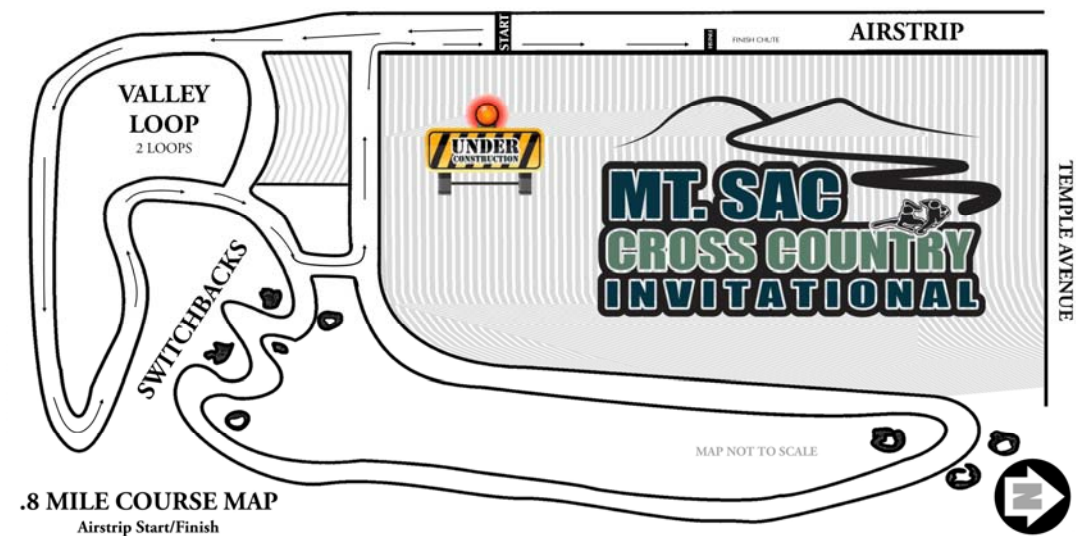 START
FINISH
FINISH CHUTE
AIRSTRIP
VALLEY
LOOP
2 LOOPS
UNDER
CONSTRUCTION
MT. SAC
CROSS COUNTRY
INVITATIONAL
TEMPLE AVENUE
SWITCHBACKS
MAP NOT TO SCALE
N
.8 MILE COURSE MAP
Airstrip Start/Finish